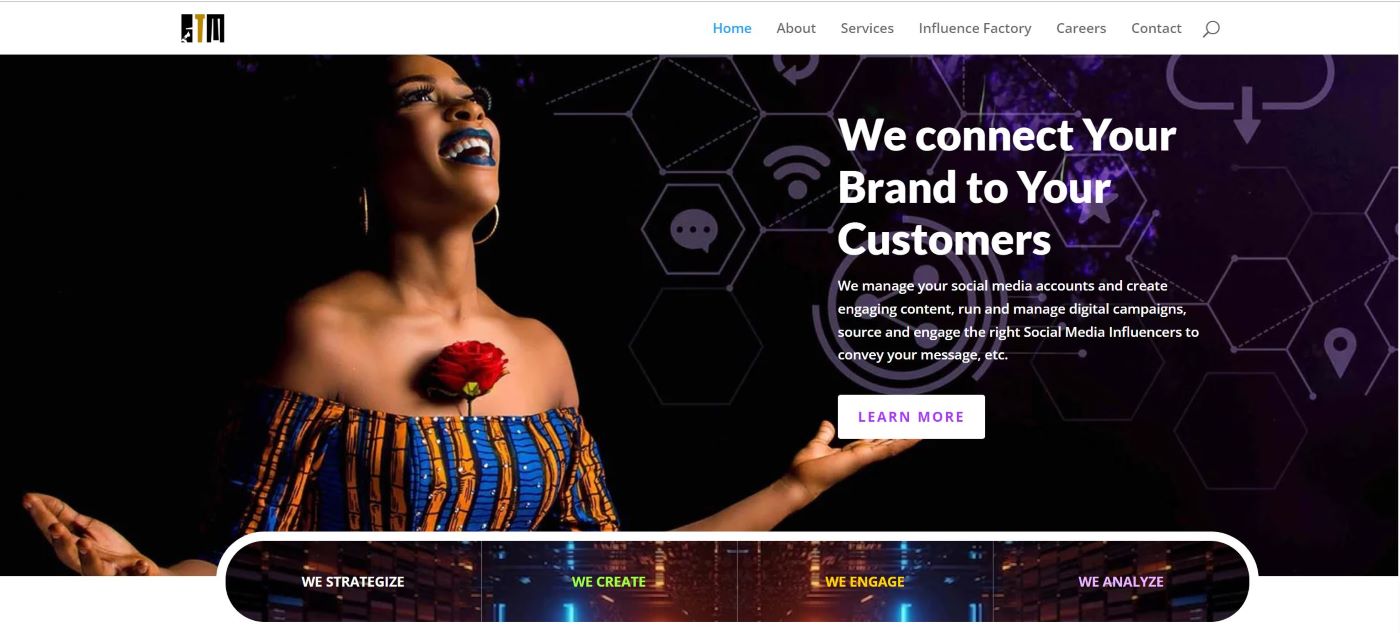 Home About Services Influence Factory Careers Contact
We connect Your
Brand to Your
Customers
We manage your social media accounts and create
engaging content, run and manage digital campaigns,
source and engage the right Social Media Influencers to
convey your message, etc.
LEARN MORE
WE STRATEGIZE WE CREATE WE ENGAGE WE ANALYZE